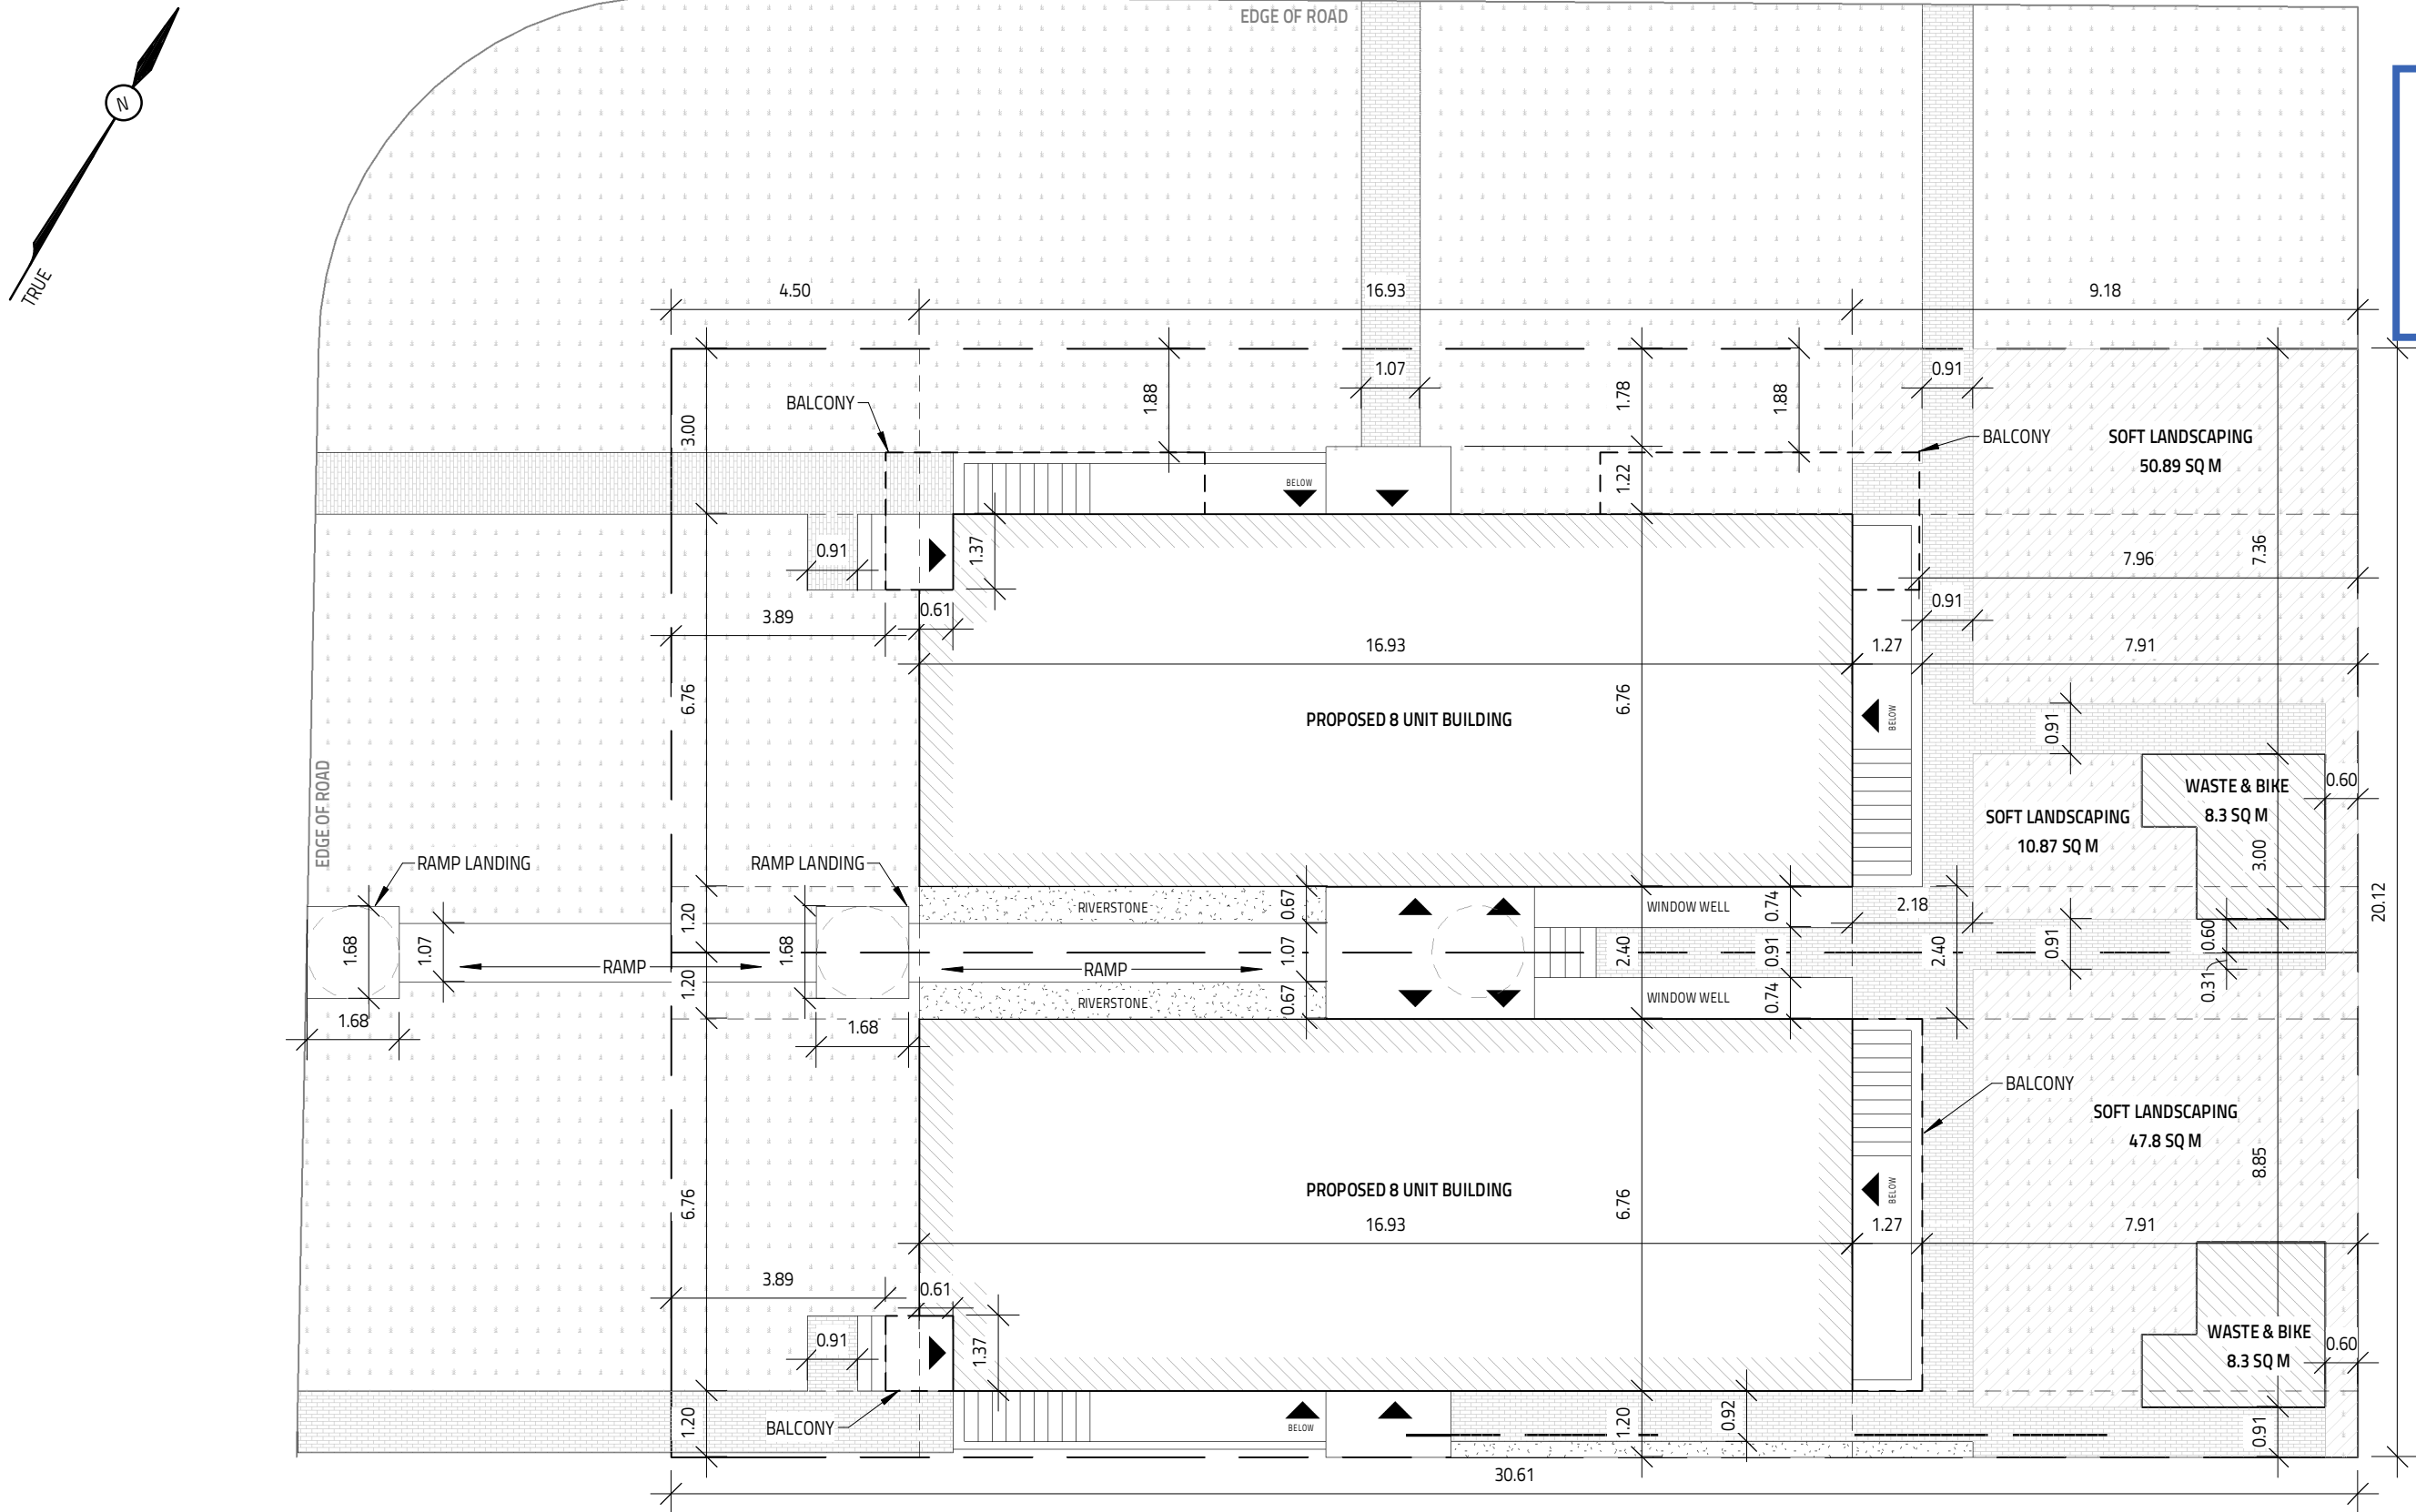 EDGE OF ROAD
N
TRUE
4.50
16.93
9.18
1.07
0.91
BALCONY
3.00
1.88
1.78
1.88
BALCONY
SOFT LANDSCAPING
50.89 SQ M
BELOW
1.22
0.91
1.37
7.96
7.36
3.89
0.61
0.91
16.93
1.27
7.91
6.76
6.76
PROPOSED 8 UNIT BUILDING
BELOW
0.91
WASTE & BIKE
8.3 SQ M
0.60
EDGE OF ROAD
SOFT LANDSCAPING
10.87 SQ M
3.00
RAMP LANDING
RAMP LANDING
1.20
RIVERSTONE
0.67
WINDOW WELL
0.74
2.18
20.12
1.68
1.07
RAMP
1.68
RAMP
1.07
2.40
0.91
2.40
0.91
0.60
1.20
RIVERSTONE
0.67
WINDOW WELL
0.74
0.31
1.68
1.68
BALCONY
SOFT LANDSCAPING
47.8 SQ M
8.85
6.76
PROPOSED 8 UNIT BUILDING
6.76
BELOW
16.93
1.27
7.91
3.89
0.61
0.91
1.37
WASTE & BIKE
8.3 SQ M
0.60
1.20
BALCONY
BELOW
1.20
0.92
0.91
30.61